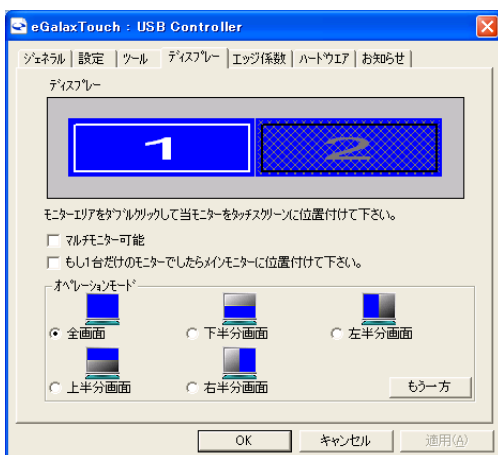 eGalaxTouch : USB Controller
ジェネラル 設定 ツール ディスプレー エッジ係数 ハードウエア お知らせ
ディスプレー
1 2
モニターエリアをダブルクリックして当モニターをタッチスクリーンに位置付けて下さい。
マルチモニター可能
もし1台だけのモニターでしたらメインモニターに位置付けて下さい。
オペレーションモード
全画面 下半分画面 左半分画面
上半分画面 右半分画面 もう一方
OK キャンセル 適用(A)